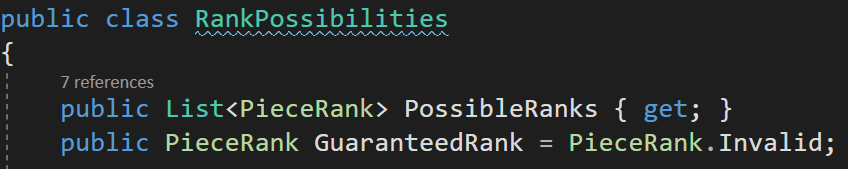 public class RankPossibilities
{
7 references
public List<PieceRank> PossibleRanks { get; }
public PieceRank GuaranteedRank = PieceRank.Invalid;